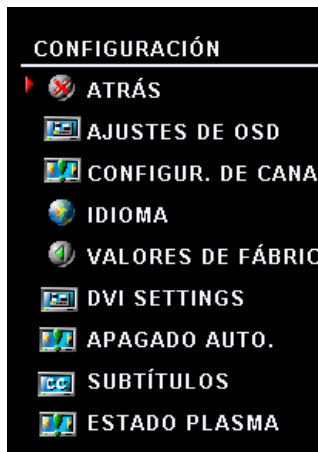 CONFIGURACIÓN
ATRÁS
AJUSTES DE OSD
CONFIGUR. DE CANA
IDIOMA
VALORES DE FÁBRIC
DVI SETTINGS
APAGADO AUTO.
CC SUBTÍTULOS
ESTADO PLASMA